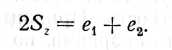 2S_z = e_1 + e_2.